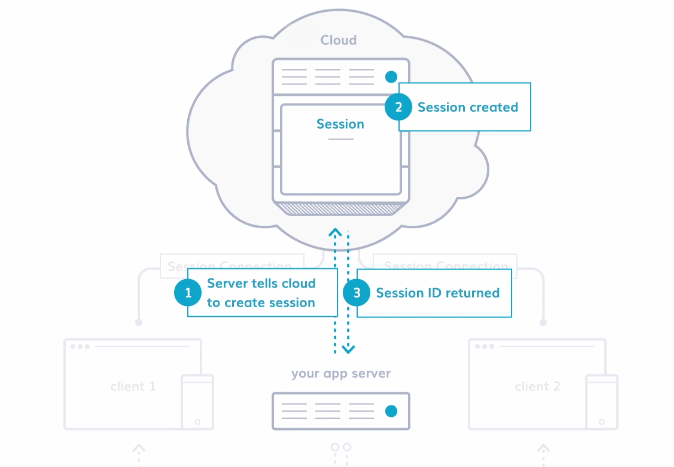 Cloud
Session
2 Session created
Session Connection
Session Connection
1 Server tells cloud
to create session
3 Session ID returned
your app server
client 1
client 2